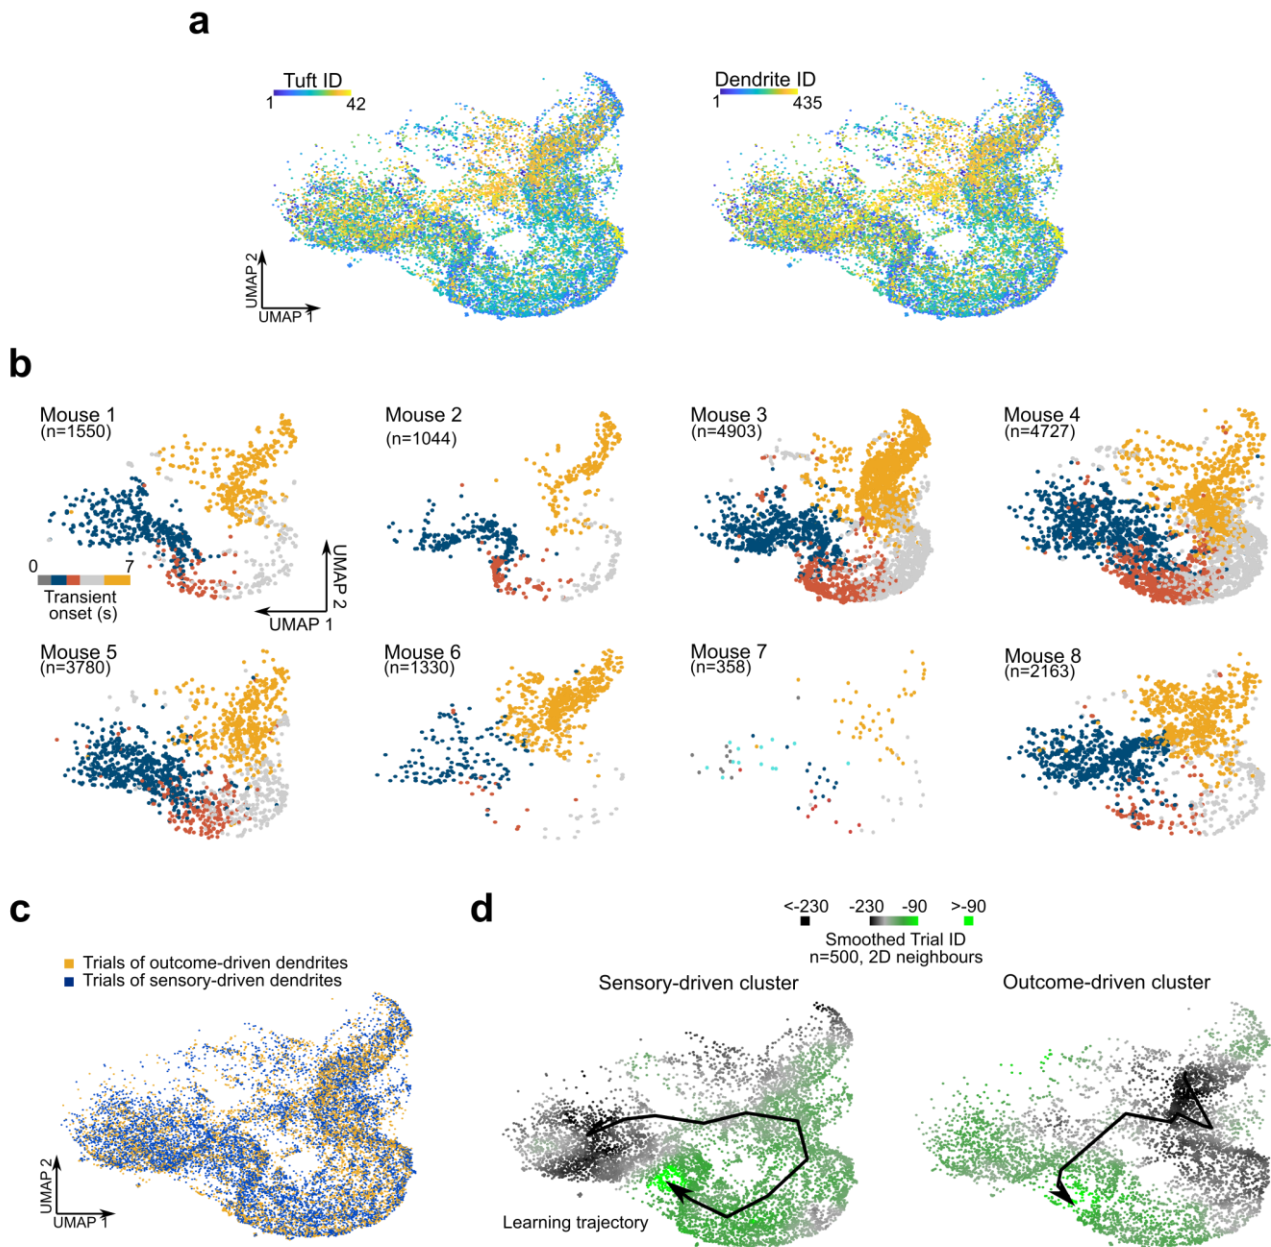 a
Tuft ID
1 42
Dendrite ID
1 435
UMAP 2
UMAP 1
b
Mouse 1
(n=1550)
Mouse 2
(n=1044)
Mouse 3
(n=4903)
Mouse 4
(n=4727)
0 7
Transient
onset (s)
UMAP 2
UMAP 1
Mouse 5
(n=3780)
Mouse 6
(n=1330)
Mouse 7
(n=358)
Mouse 8
(n=2163)
c
Trials of outcome-driven dendrites
Trials of sensory-driven dendrites
UMAP 2
UMAP 1
d
<-230 -230 -90 >-90
Smoothed Trial ID
n=500, 2D neighbours
Sensory-driven cluster
Outcome-driven cluster
Learning trajectory